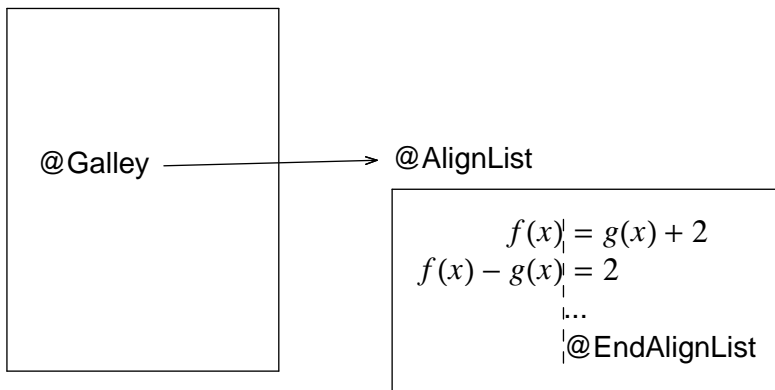 @Galley
@AlignList
f(x) = g(x) + 2
f(x) − g(x) = 2
...
@EndAlignList